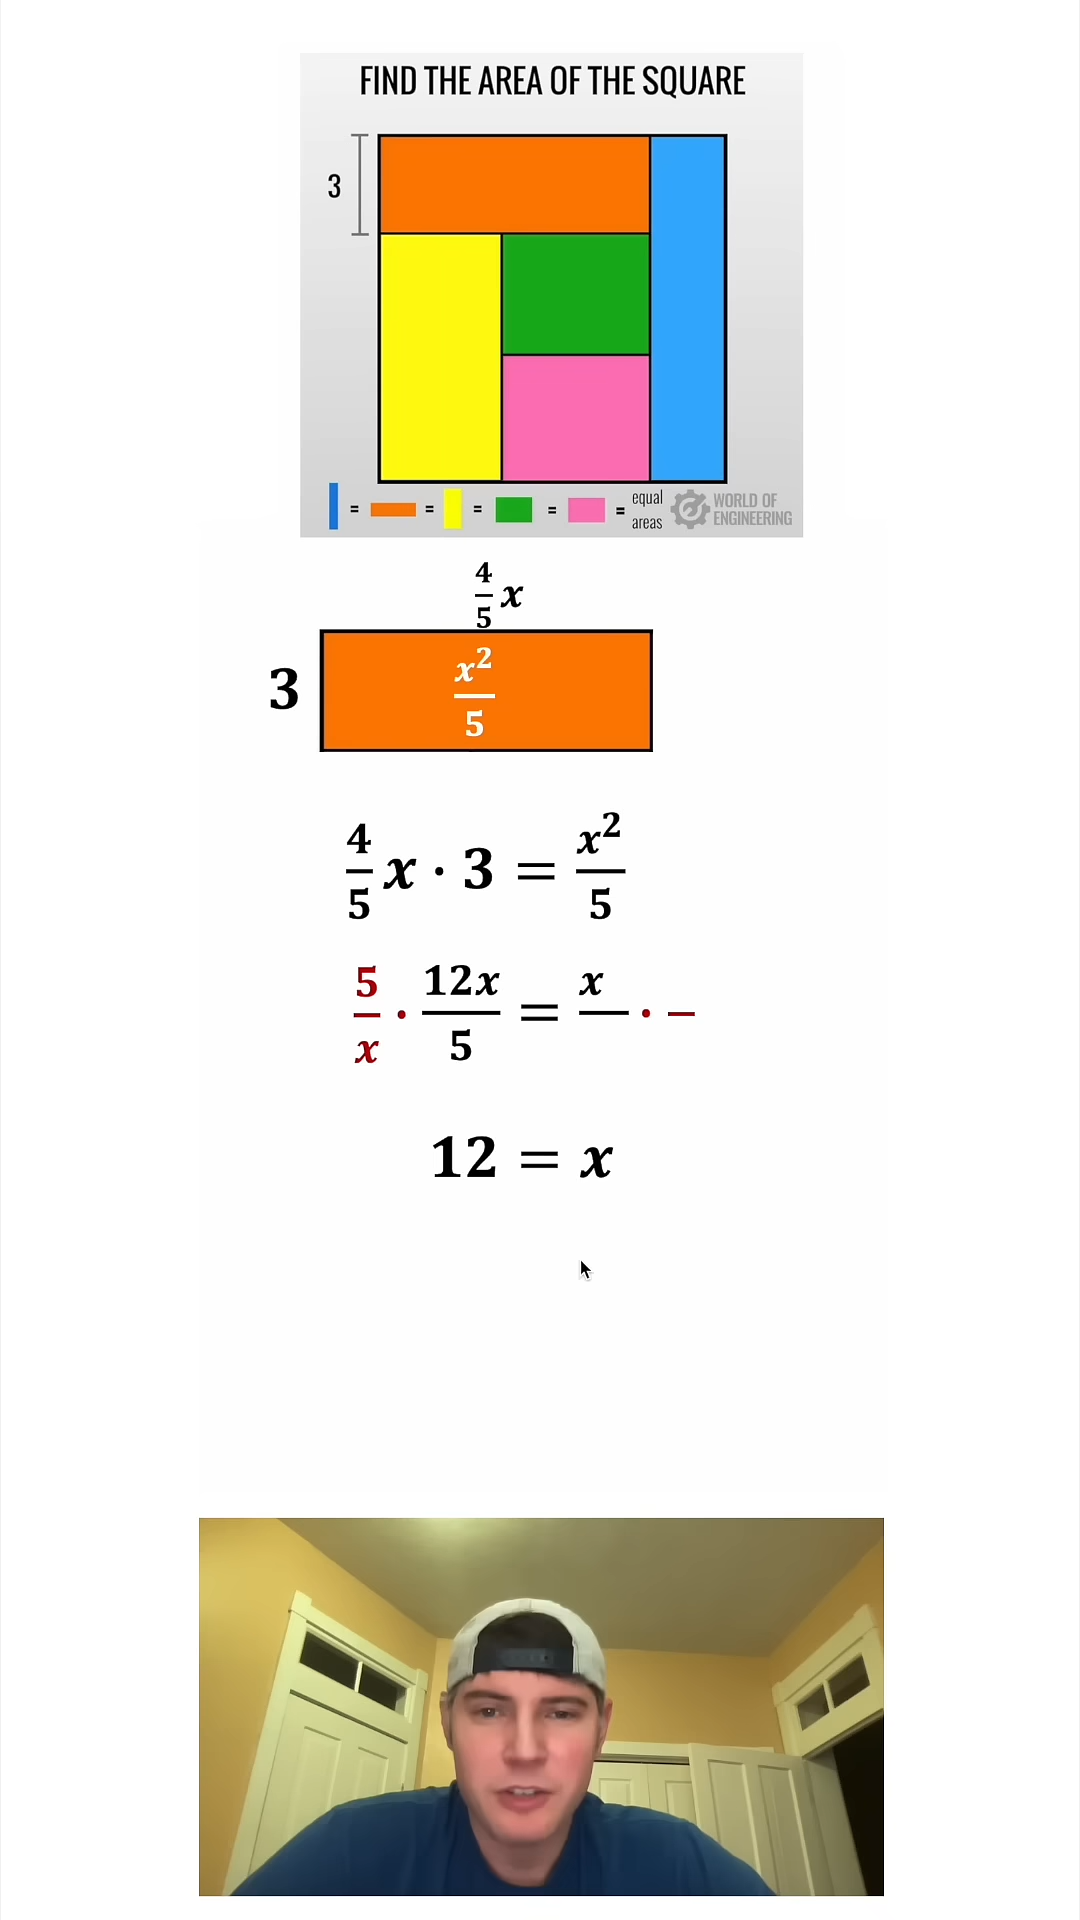 FIND THE AREA OF THE SQUARE
3
= = = = = equal areas
WORLD OF ENGINEERING
4/5 x
3
x²/5
4/5 x · 3 = x²/5
5/x · 12x/5 = x/ · –
12 = x